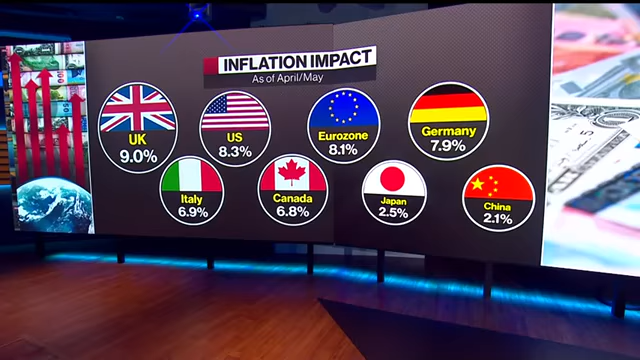 INFLATION IMPACT
As of April/May
UK
9.0%
US
8.3%
Eurozone
8.1%
Germany
7.9%
Italy
6.9%
Canada
6.8%
Japan
2.5%
China
2.1%